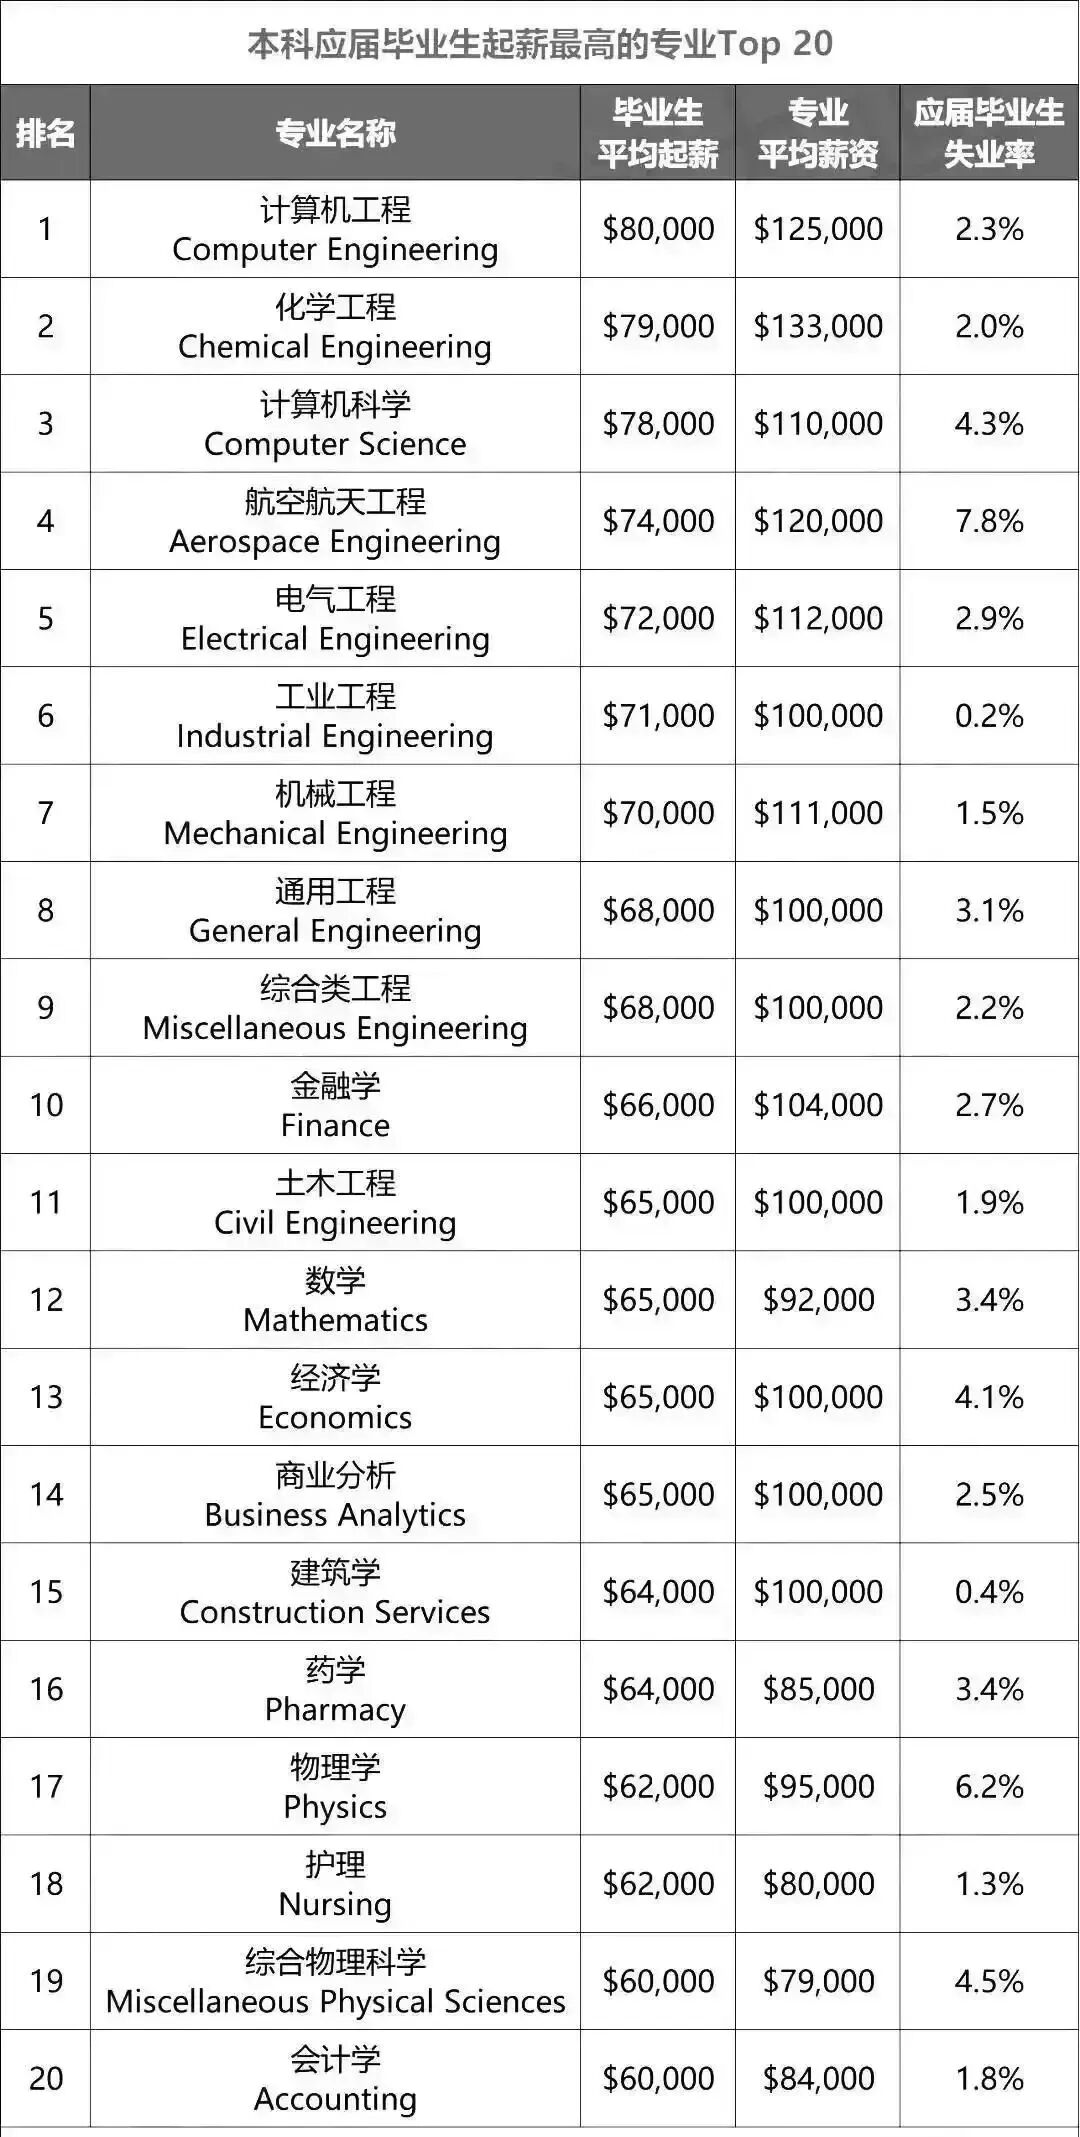 本科应届毕业生起薪最高的专业Top 20
排名 专业名称 毕业生平均起薪 专业平均薪资 应届毕业生失业率
1 计算机工程 $80,000 $125,000 2.3%
Computer Engineering
2 化学工程 $79,000 $133,000 2.0%
Chemical Engineering
3 计算机科学 $78,000 $110,000 4.3%
Computer Science
4 航空航天工程 $74,000 $120,000 7.8%
Aerospace Engineering
5 电气工程 $72,000 $112,000 2.9%
Electrical Engineering
6 工业工程 $71,000 $100,000 0.2%
Industrial Engineering
7 机械工程 $70,000 $111,000 1.5%
Mechanical Engineering
8 通用工程 $68,000 $100,000 3.1%
General Engineering
9 综合类工程 $68,000 $100,000 2.2%
Miscellaneous Engineering
10 金融学 $66,000 $104,000 2.7%
Finance
11 土木工程 $65,000 $100,000 1.9%
Civil Engineering
12 数学 $65,000 $92,000 3.4%
Mathematics
13 经济学 $65,000 $100,000 4.1%
Economics
14 商业分析 $65,000 $100,000 2.5%
Business Analytics
15 建筑学 $64,000 $100,000 0.4%
Construction Services
16 药学 $64,000 $85,000 3.4%
Pharmacy
17 物理学 $62,000 $95,000 6.2%
Physics
18 护理 $62,000 $80,000 1.3%
Nursing
19 综合物理科学 $60,000 $79,000 4.5%
Miscellaneous Physical Sciences
20 会计学 $60,000 $84,000 1.8%
Accounting